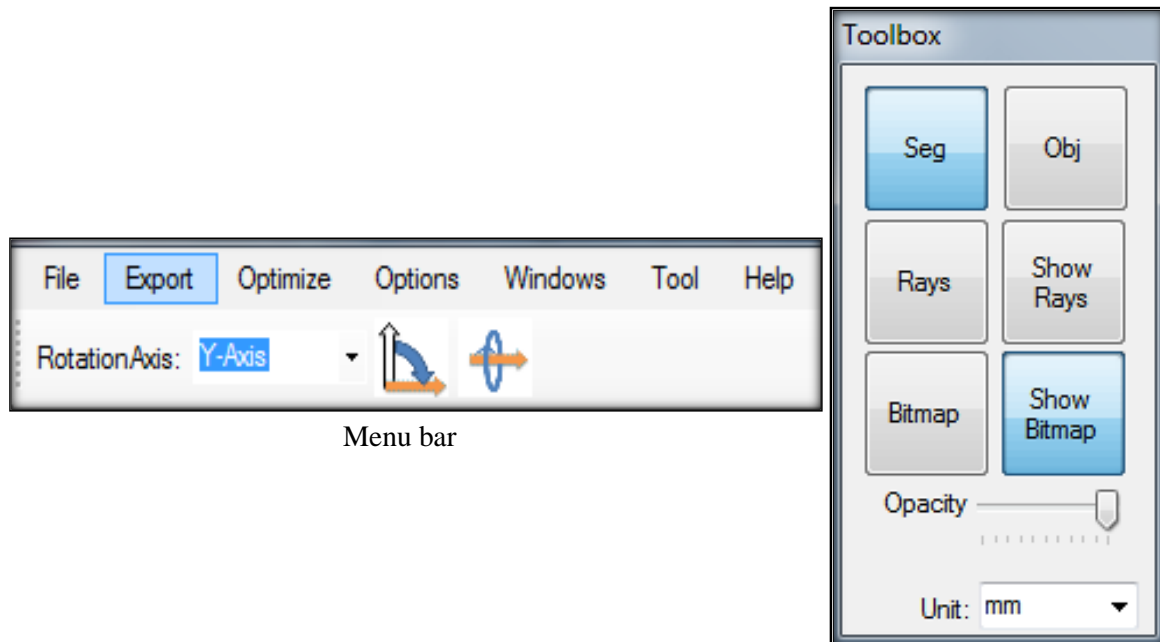 File Export Optimize Options Windows Tool Help
RotationAxis: Y-Axis
Menu bar
Toolbox
Seg Obj
Rays Show Rays
Bitmap Show Bitmap
Opacity
Unit: mm